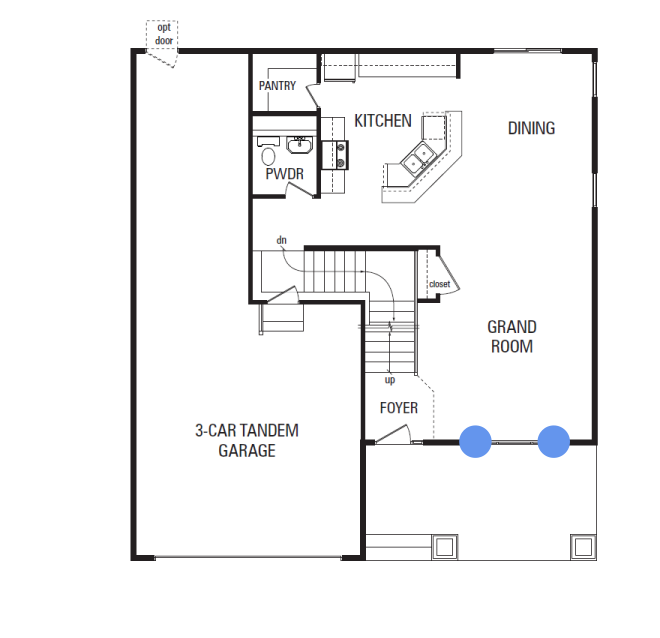 opt
door
PANTRY
KITCHEN
DINING
PWDR
dn
closet
GRAND
ROOM
up
FOYER
3-CAR TANDEM
GARAGE